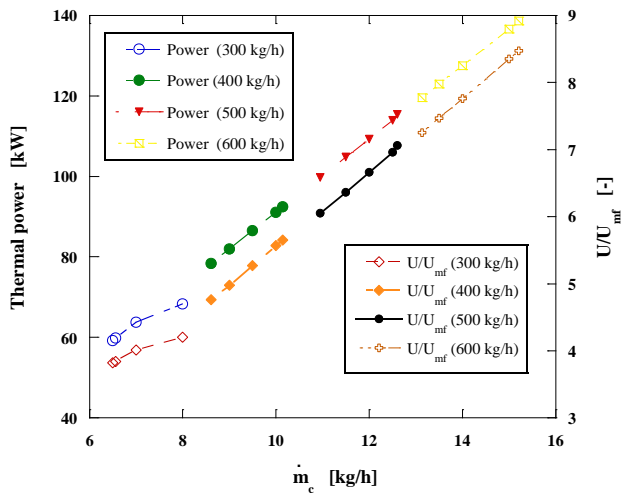 140
120
100
80
60
40
Thermal power [kW]
Power (300 kg/h)
Power (400 kg/h)
Power (500 kg/h)
Power (600 kg/h)
U/U_mf (300 kg/h)
U/U_mf (400 kg/h)
U/U_mf (500 kg/h)
U/U_mf (600 kg/h)
9
8
7
6
5
4
3
U/U_mf [-]
6 8 10 12 14 16
ṁ_c [kg/h]